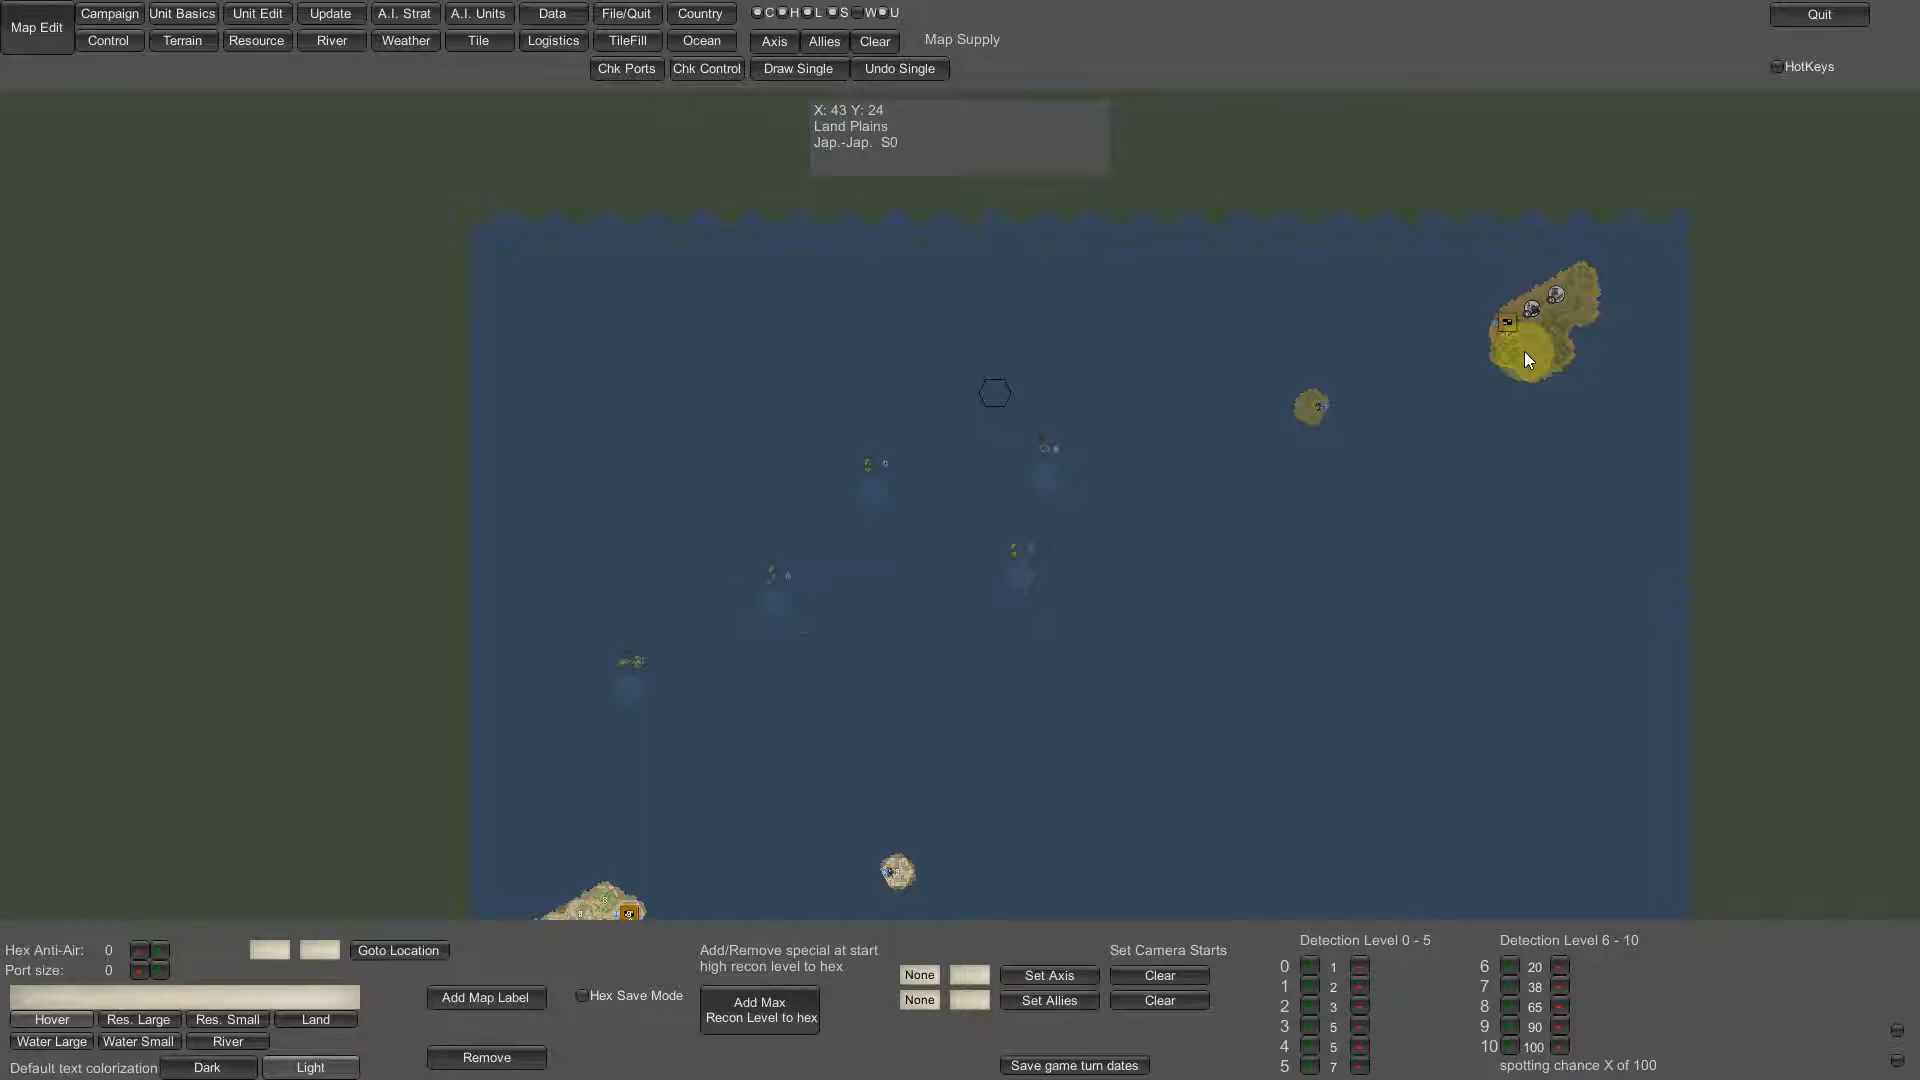 Map Edit
Campaign Unit Basics Unit Edit Update A.I. Strat A.I. Units Data File/Quit Country C H L S W U
Quit
Control Terrain Resource River Weather Tile Logistics TileFill Ocean Axis Allies Clear Map Supply
Chk Ports Chk Control Draw Single Undo Single
HotKeys
X: 43 Y: 24
Land Plains
Jap.-Jap. S0
Hex Anti-Air: 0
Port size: 0
Goto Location
Hover Res. Large Res. Small Land
Water Large Water Small River
Default text colorization Dark Light
Add Map Label
Remove
Hex Save Mode
Add/Remove special at start
high recon level to hex
Add Max
Recon Level to hex
Set Camera Starts
None Set Axis Clear
None Set Allies Clear
Save game turn dates
Detection Level 0 - 5
0 1
1 2
2 3
3 5
4 5
5 7
Detection Level 6 - 10
6 20
7 38
8 65
9 90
10 100
spotting chance X of 100